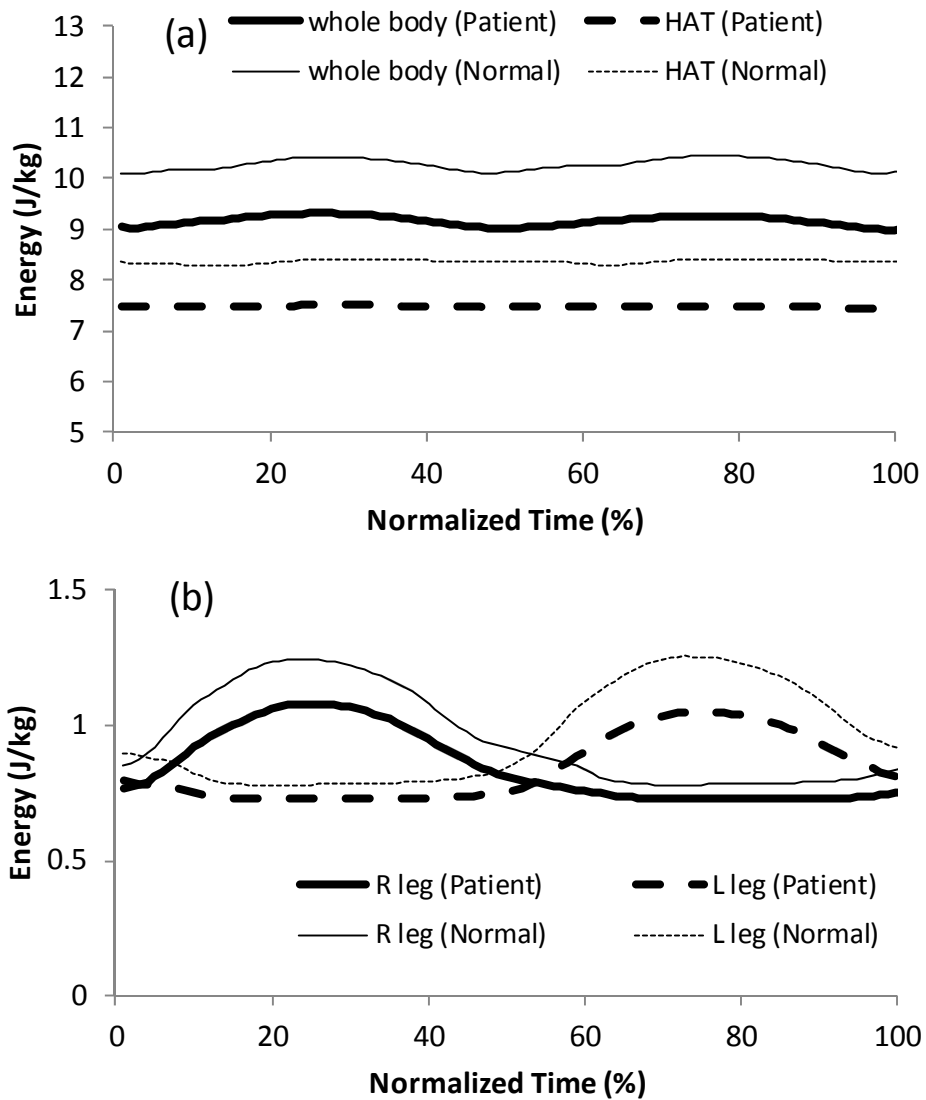 (a)
whole body (Patient) HAT (Patient)
whole body (Normal) HAT (Normal)
13
12
11
10
9
8
7
6
5
Energy (J/kg)
0 20 40 60 80 100
Normalized Time (%)
(b)
1.5
1
0.5
0
Energy (J/kg)
R leg (Patient) L leg (Patient)
R leg (Normal) L leg (Normal)
0 20 40 60 80 100
Normalized Time (%)